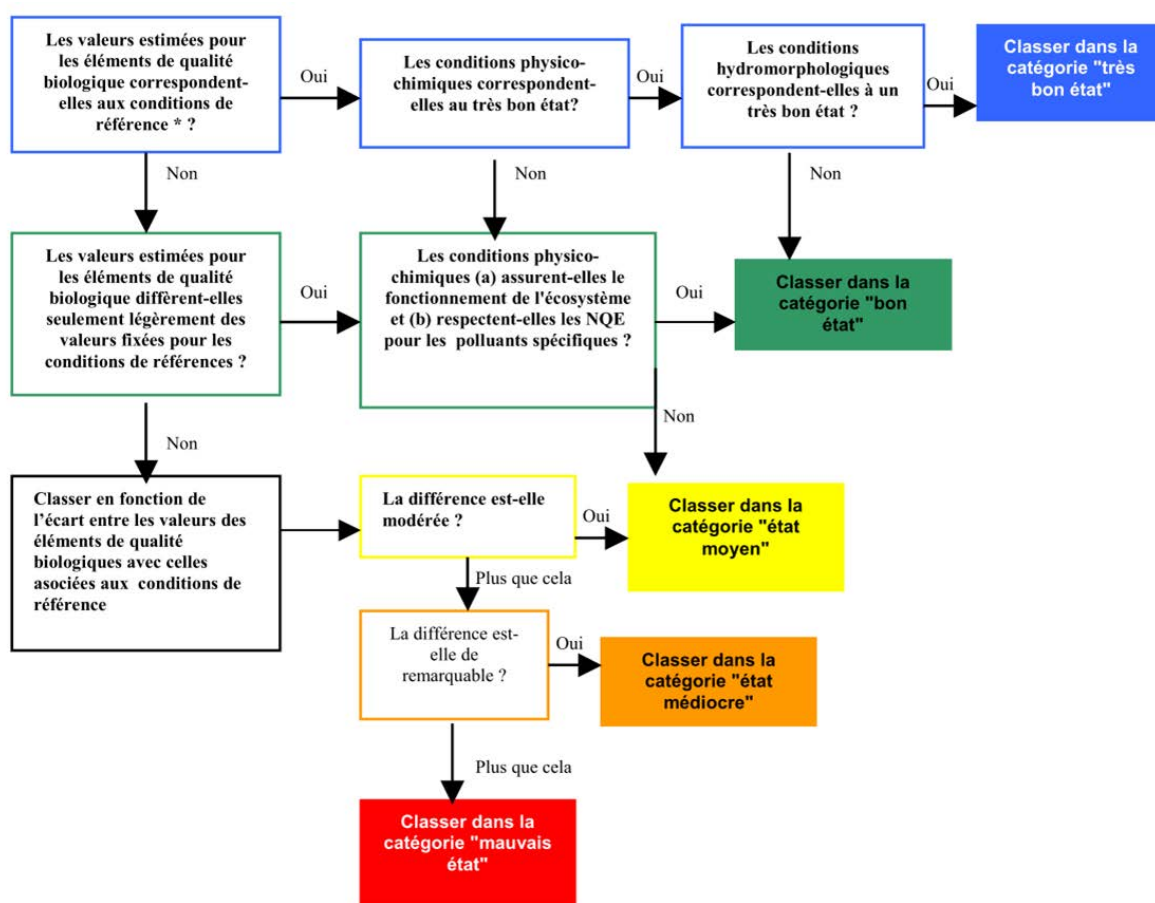 Les valeurs estimées pour
les éléments de qualité
biologique correspondent-
elles aux conditions de
référence * ?
Oui
Les conditions physico-
chimiques correspondent-
elles au très bon état?
Oui
Les conditions
hydromorphologiques
correspondent-elles à un
très bon état ?
Oui
Classer dans la
catégorie "très
bon état"
Non
Non
Non
Les valeurs estimées pour
les éléments de qualité
biologique diffèrent-elles
seulement légèrement des
valeurs fixées pour les
conditions de références ?
Oui
Les conditions physico-
chimiques (a) assurent-elles le
fonctionnement de l'écosystème
et (b) respectent-elles les NQE
pour les polluants spécifiques ?
Oui
Classer dans la
catégorie "bon
état"
Non
Non
Classer en fonction de
l'écart entre les valeurs des
éléments de qualité
biologiques avec celles
asociées aux conditions de
référence
La différence est-elle
modérée ?
Oui
Classer dans la
catégorie "état
moyen"
Plus que cela
La différence est-
elle de
remarquable ?
Oui
Classer dans la
catégorie "état
médiocre"
Plus que cela
Classer dans la
catégorie "mauvais
état"